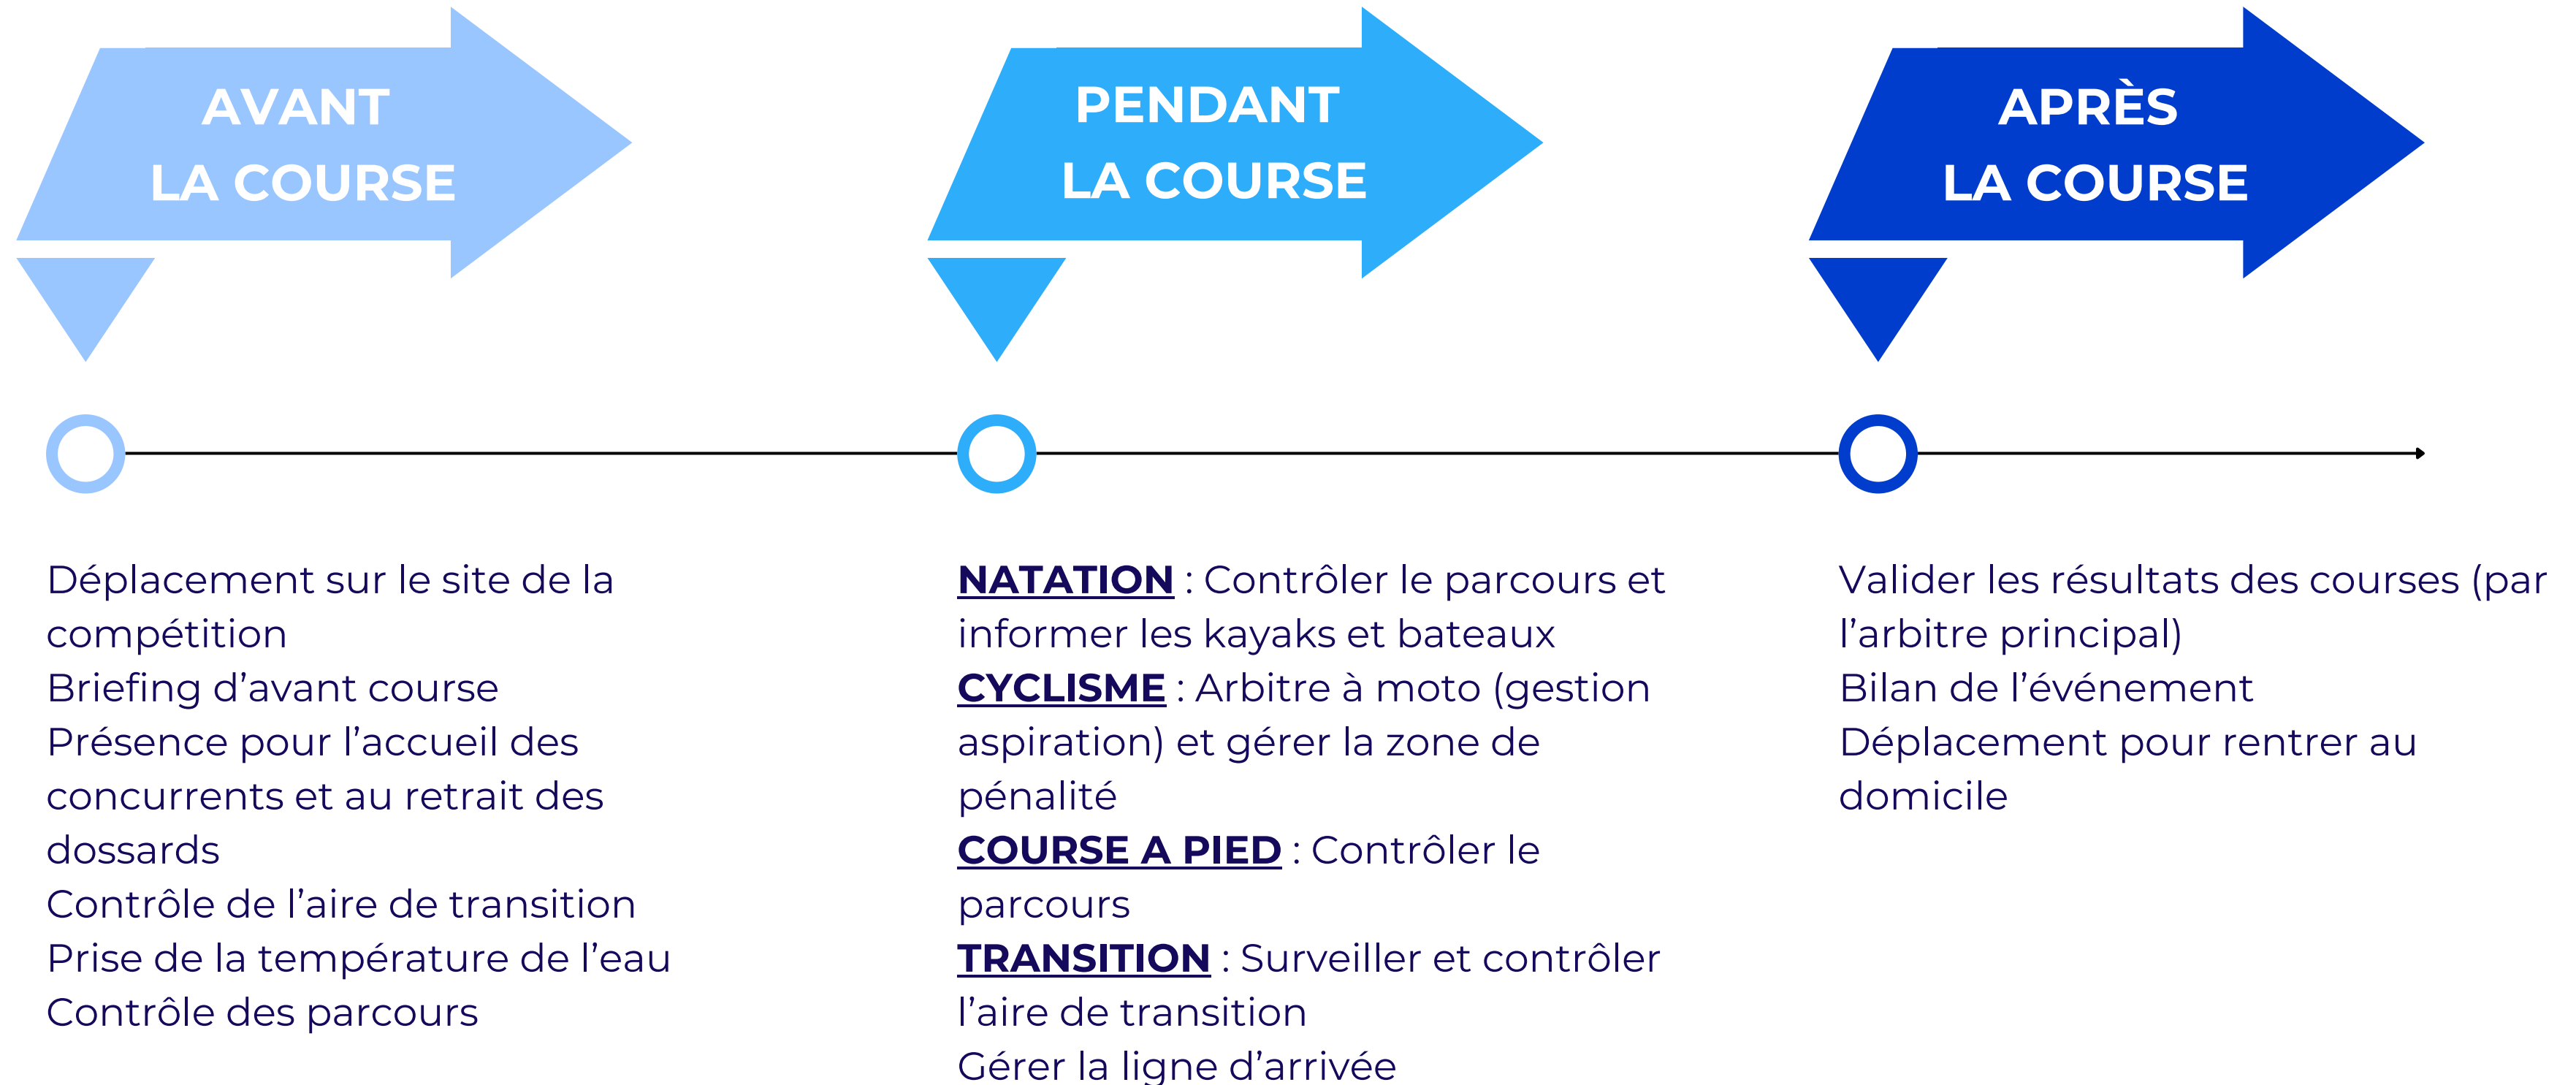 AVANT
LA COURSE
PENDANT
LA COURSE
APRÈS
LA COURSE
Déplacement sur le site de la
compétition
Briefing d’avant course
Présence pour l’accueil des
concurrents et au retrait des
dossards
Contrôle de l’aire de transition
Prise de la température de l’eau
Contrôle des parcours
NATATION : Contrôler le parcours et
informer les kayaks et bateaux
CYCLISME : Arbitre à moto (gestion
aspiration) et gérer la zone de
pénalité
COURSE A PIED : Contrôler le
parcours
TRANSITION : Surveiller et contrôler
l’aire de transition
Gérer la ligne d’arrivée
Valider les résultats des courses (par
l’arbitre principal)
Bilan de l’événement
Déplacement pour rentrer au
domicile